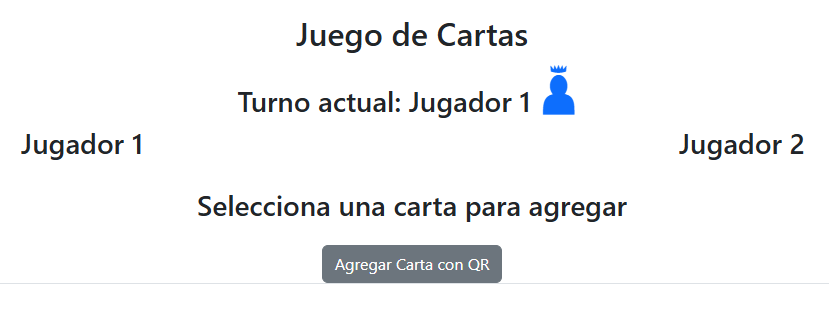 Juego de Cartas
Turno actual: Jugador 1
Jugador 1
Jugador 2
Selecciona una carta para agregar
Agregar Carta con QR